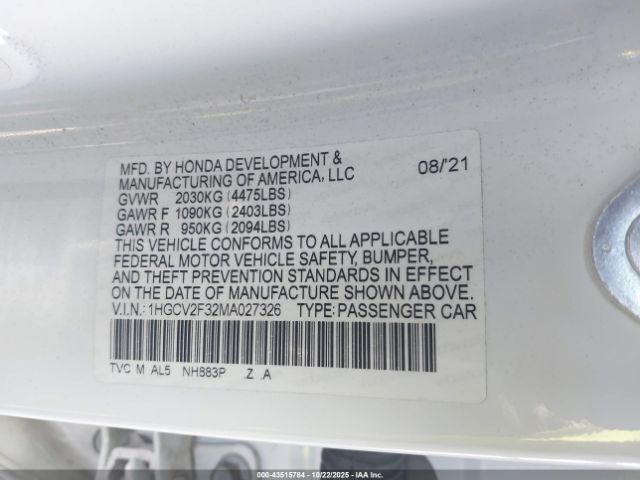 MFD. BY HONDA DEVELOPMENT & 08/'21
MANUFACTURING OF AMERICA, LLC
GVWR 2030KG (4475LBS)
GAWR F 1090KG (2403LBS)
GAWR R 950KG (2094LBS)
THIS VEHICLE CONFORMS TO ALL APPLICABLE
FEDERAL MOTOR VEHICLE SAFETY, BUMPER,
AND THEFT PREVENTION STANDARDS IN EFFECT
ON THE DATE OF MANUFACTURE SHOWN ABOVE.
V.I.N.:1HGCV2F32MA027326 TYPE:PASSENGER CAR
TVC M AL5 NH883P .Z .A
© IAA 43515784 | 10/22/2025 | IAAI.COM